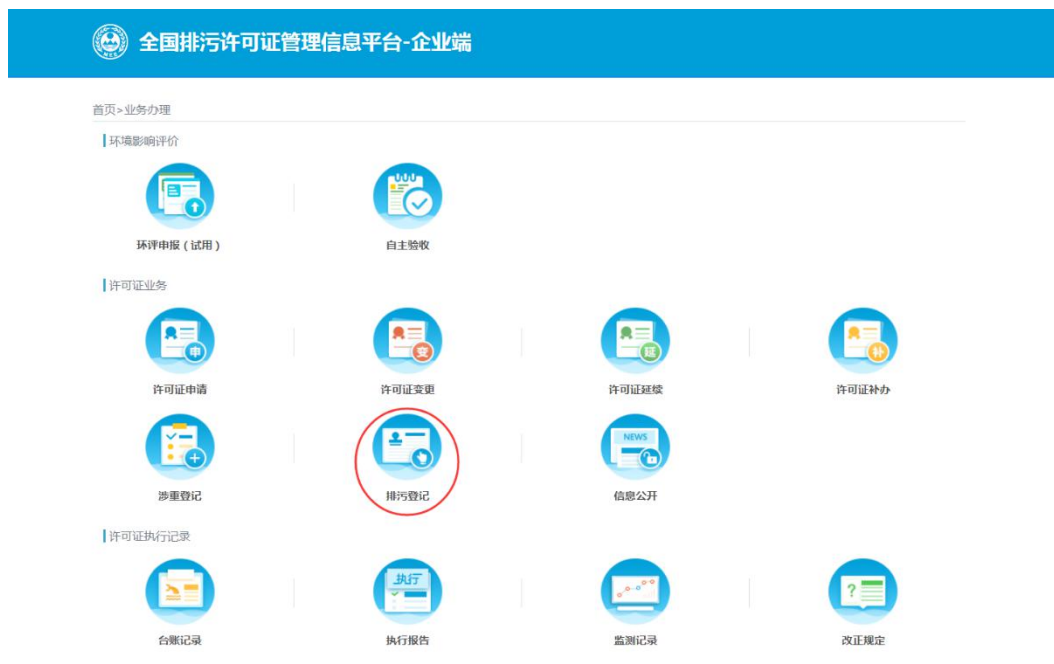 全国排污许可证管理信息平台-企业端
首页>业务办理
环境影响评价
环评申报（试用）
自主验收
许可证业务
申
变
延
补
许可证申请
许可证变更
许可证延续
许可证补办
NEWS
涉重登记
排污登记
信息公开
许可证执行记录
执行
?
台账记录
执行报告
监测记录
改正规定